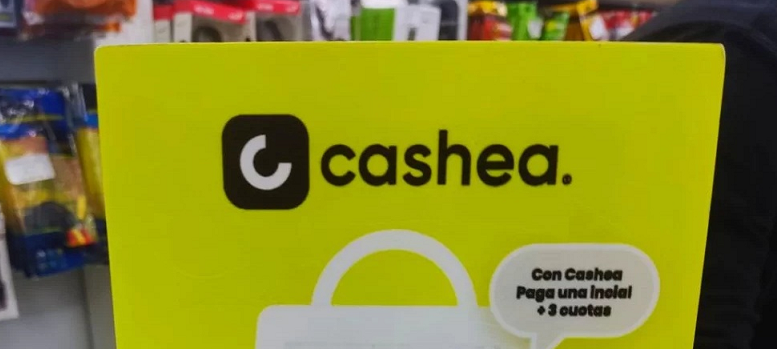 cashea.
Con Cashea
Paga una inicial
+ 3 cuotas